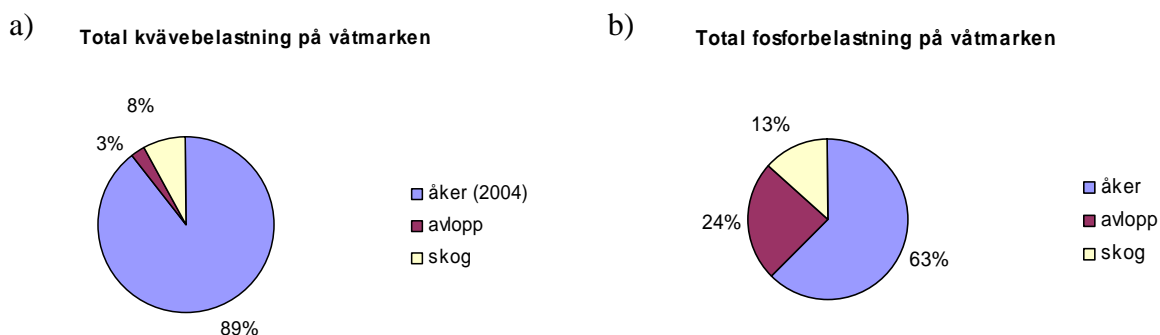 a)
Total kvävebelastning på våtmarken
8%
3%
89%
åker (2004)
avlopp
skog
b)
Total fosforbelastning på våtmarken
13%
24%
63%
åker
avlopp
skog